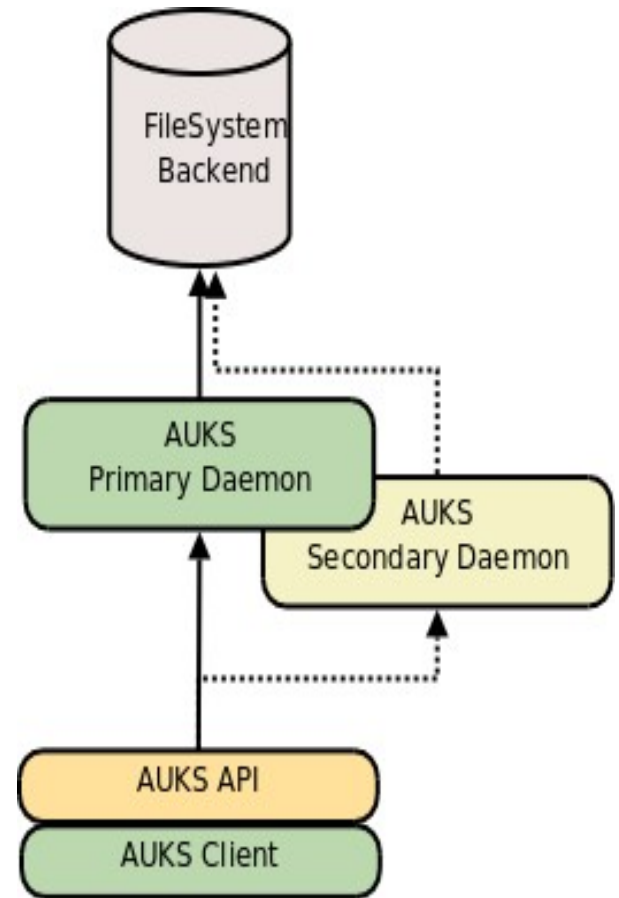 FileSystem
Backend
AUKS
Primary Daemon
AUKS
Secondary Daemon
AUKS API
AUKS Client